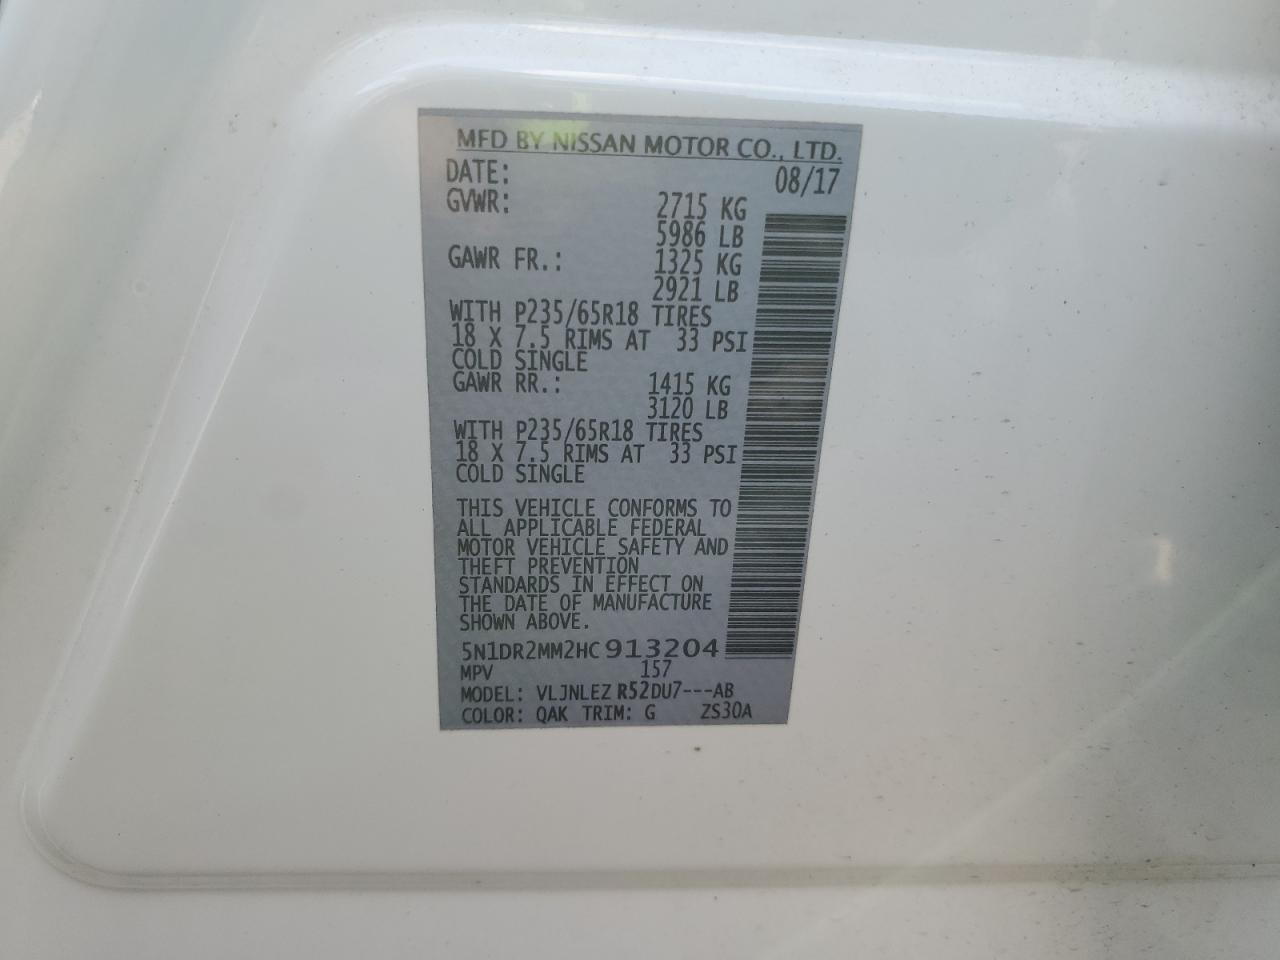 MFD BY NISSAN MOTOR CO., LTD.
DATE: 08/17
GVWR: 2715 KG
5986 LB
GAWR FR.: 1325 KG
2921 LB
WITH P235/65R18 TIRES
18 X 7.5 RIMS AT 33 PSI
COLD SINGLE
GAWR RR.: 1415 KG
3120 LB
WITH P235/65R18 TIRES
18 X 7.5 RIMS AT 33 PSI
COLD SINGLE
THIS VEHICLE CONFORMS TO
ALL APPLICABLE FEDERAL
MOTOR VEHICLE SAFETY AND
THEFT PREVENTION
STANDARDS IN EFFECT ON
THE DATE OF MANUFACTURE
SHOWN ABOVE.
5N1DR2MM2HC913204
MPV 157
MODEL: VLJNLEZ R52DU7---AB
COLOR: QAK TRIM: G ZS30A